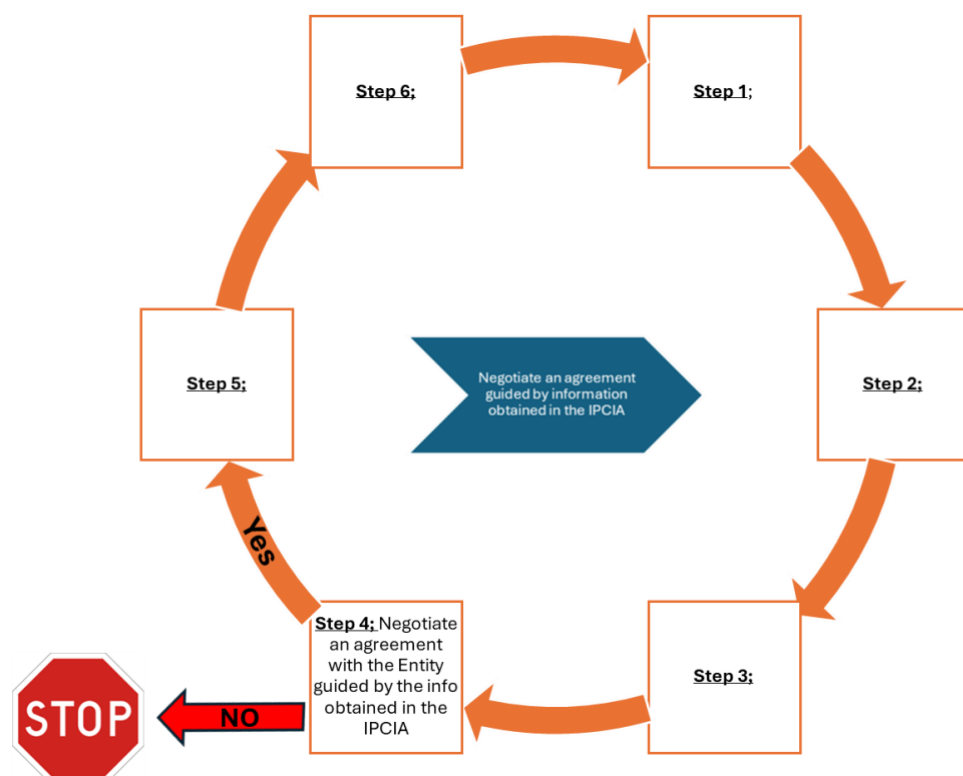 Step 6;
Step 1;
Step 5;
Negotiate an agreement
guided by information
obtained in the IPCIA
Step 2;
Yes
Step 4; Negotiate
an agreement
with the Entity
guided by the info
obtained in the
IPCIA
Step 3;
STOP
NO